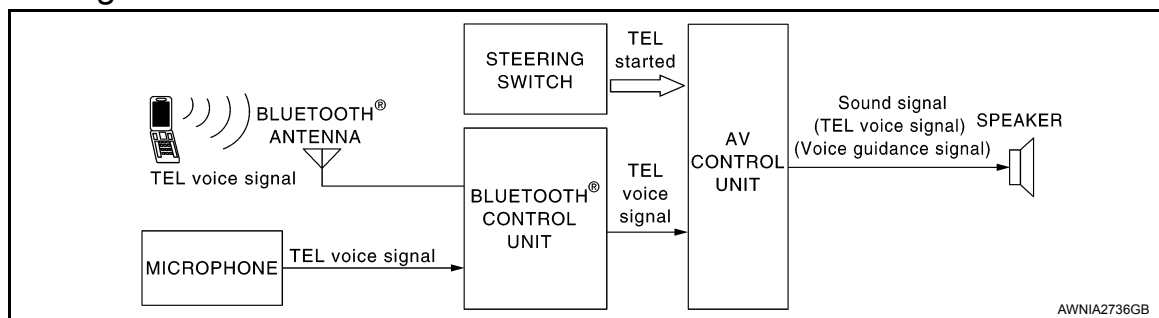 STEERING
SWITCH
TEL
started
BLUETOOTH®
ANTENNA
TEL voice signal
MICROPHONE
TEL voice signal
BLUETOOTH®
CONTROL
UNIT
TEL
voice
signal
AV
CONTROL
UNIT
Sound signal
(TEL voice signal)
(Voice guidance signal)
SPEAKER
AWNIA2736GB